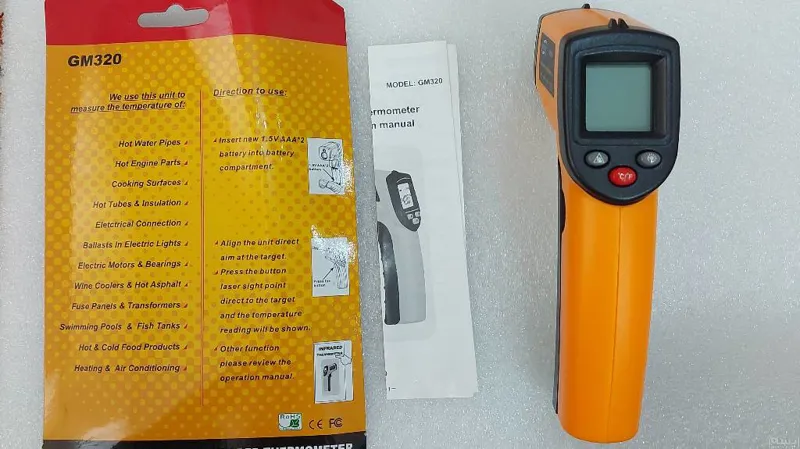 GM320
We use this unit to
measure the temperature of:
Hot Water Pipes
Hot Engine Parts
Cooking Surfaces
Hot Tubes & Insulation
Eletctrical Connection
Ballasts in Electric Lights
Electric Motors & Bearings
Wine Coolers & Hot Asphalt
Fuse Panels & Transformers
Swimming Pools & Fish Tanks
Hot & Cold Food Products
Heating & Air Conditioning
Direction to use:
Insert new 1.5V AAA*2
battery into battery
compartment.
Align the unit direct
aim at the target.
Press the button
laser sight point
direct to the target
and the temperature
reading will be shown.
Other function
please review the
operation manual.
INFRARED
THERMOMETER
RoHS
CE FC
THERMOMETER
MODEL: GM320
ermometer
n manual
°C/°F